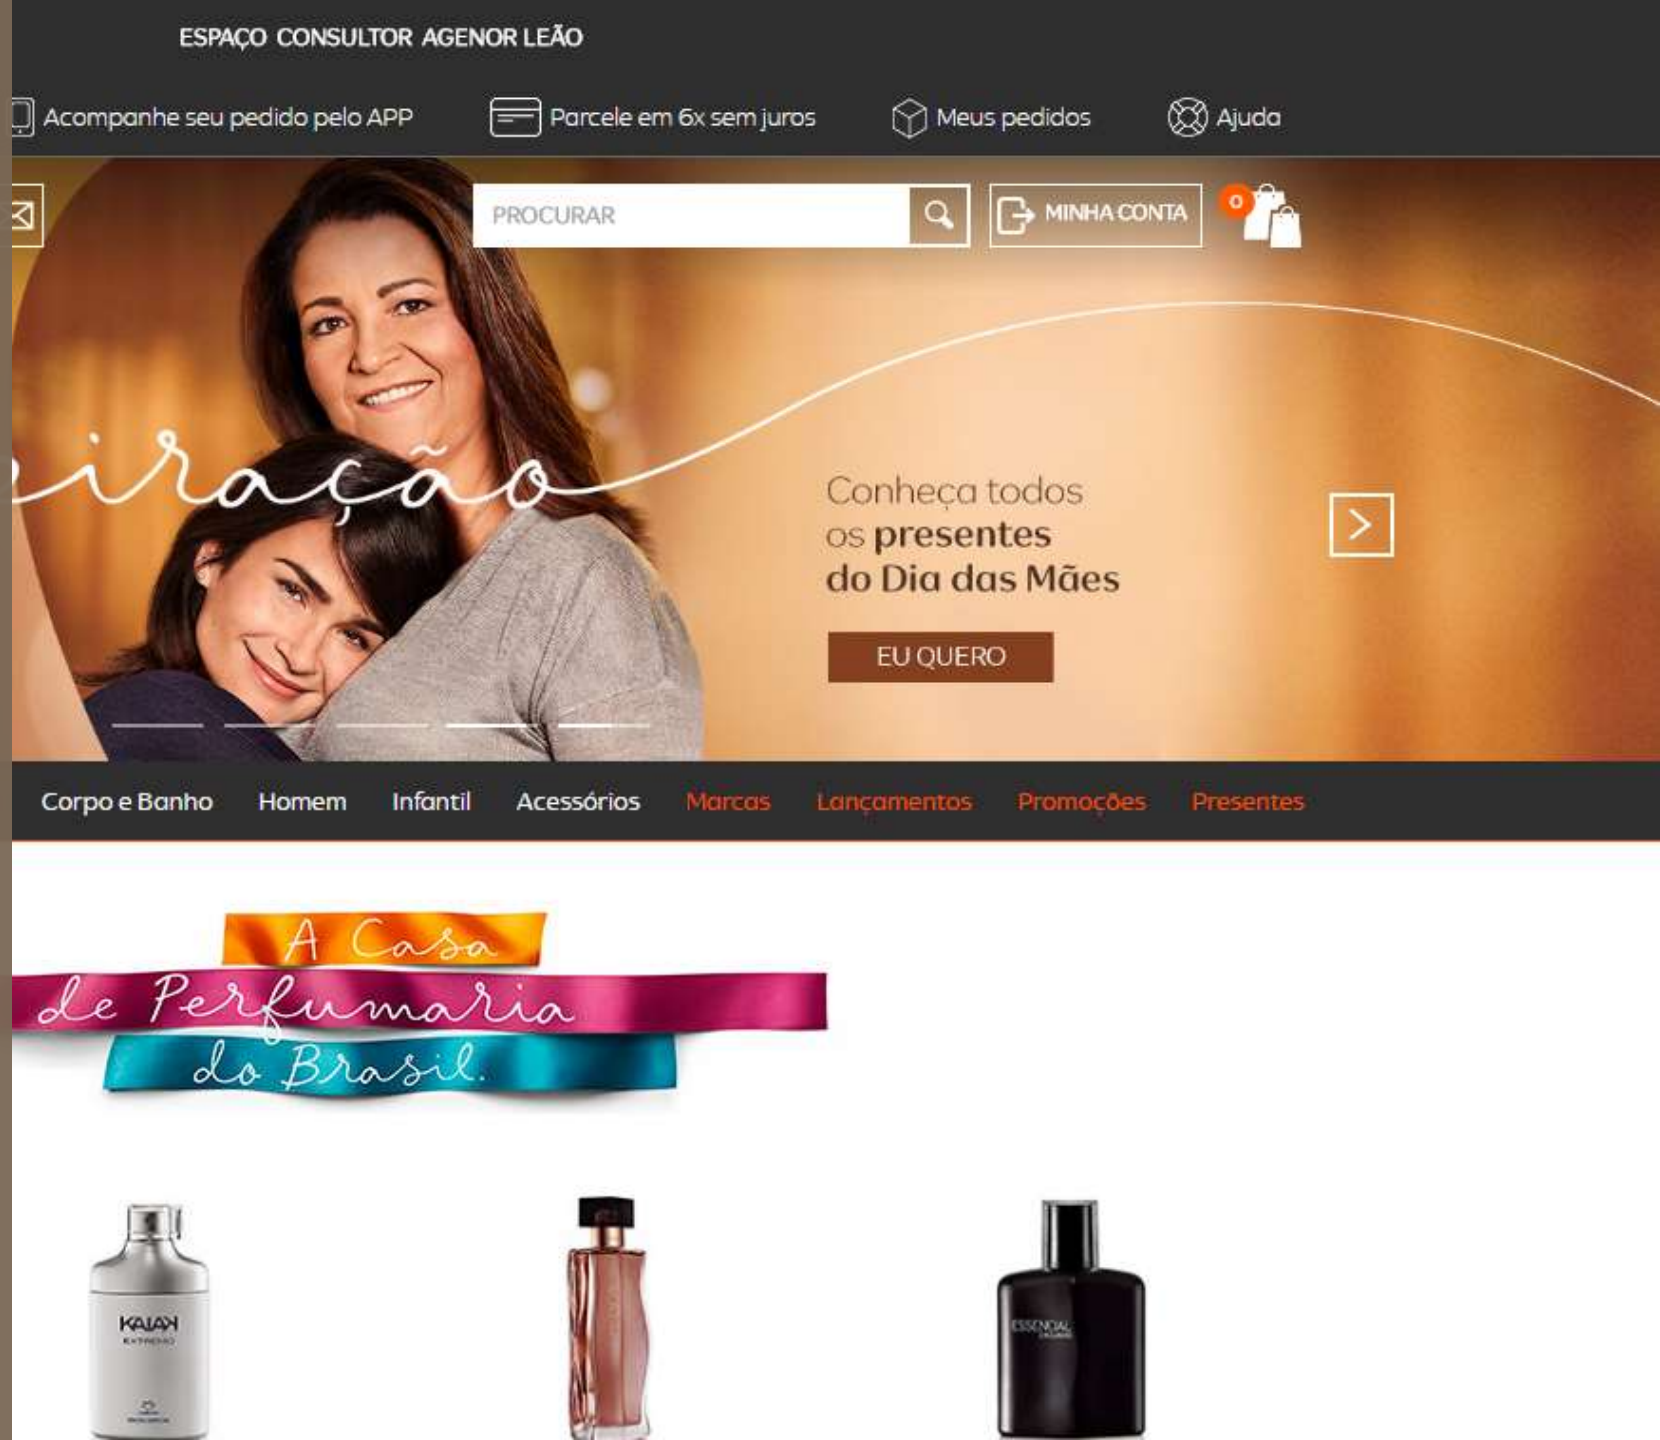 ESPAÇO CONSULTOR AGENOR LEÃO
Acompanhe seu pedido pelo APP Parcele em 6x sem juros Meus pedidos Ajuda
PROCURAR MINHA CONTA 0
iração
Conheça todos
os presentes
do Dia das Mães
EU QUERO
Corpo e Banho Homem Infantil Acessórios Marcas Lançamentos Promoções Presentes
A Casa
de Perfumaria
do Brasil.
KAIAK
EXTREMO
ESSENCIAL